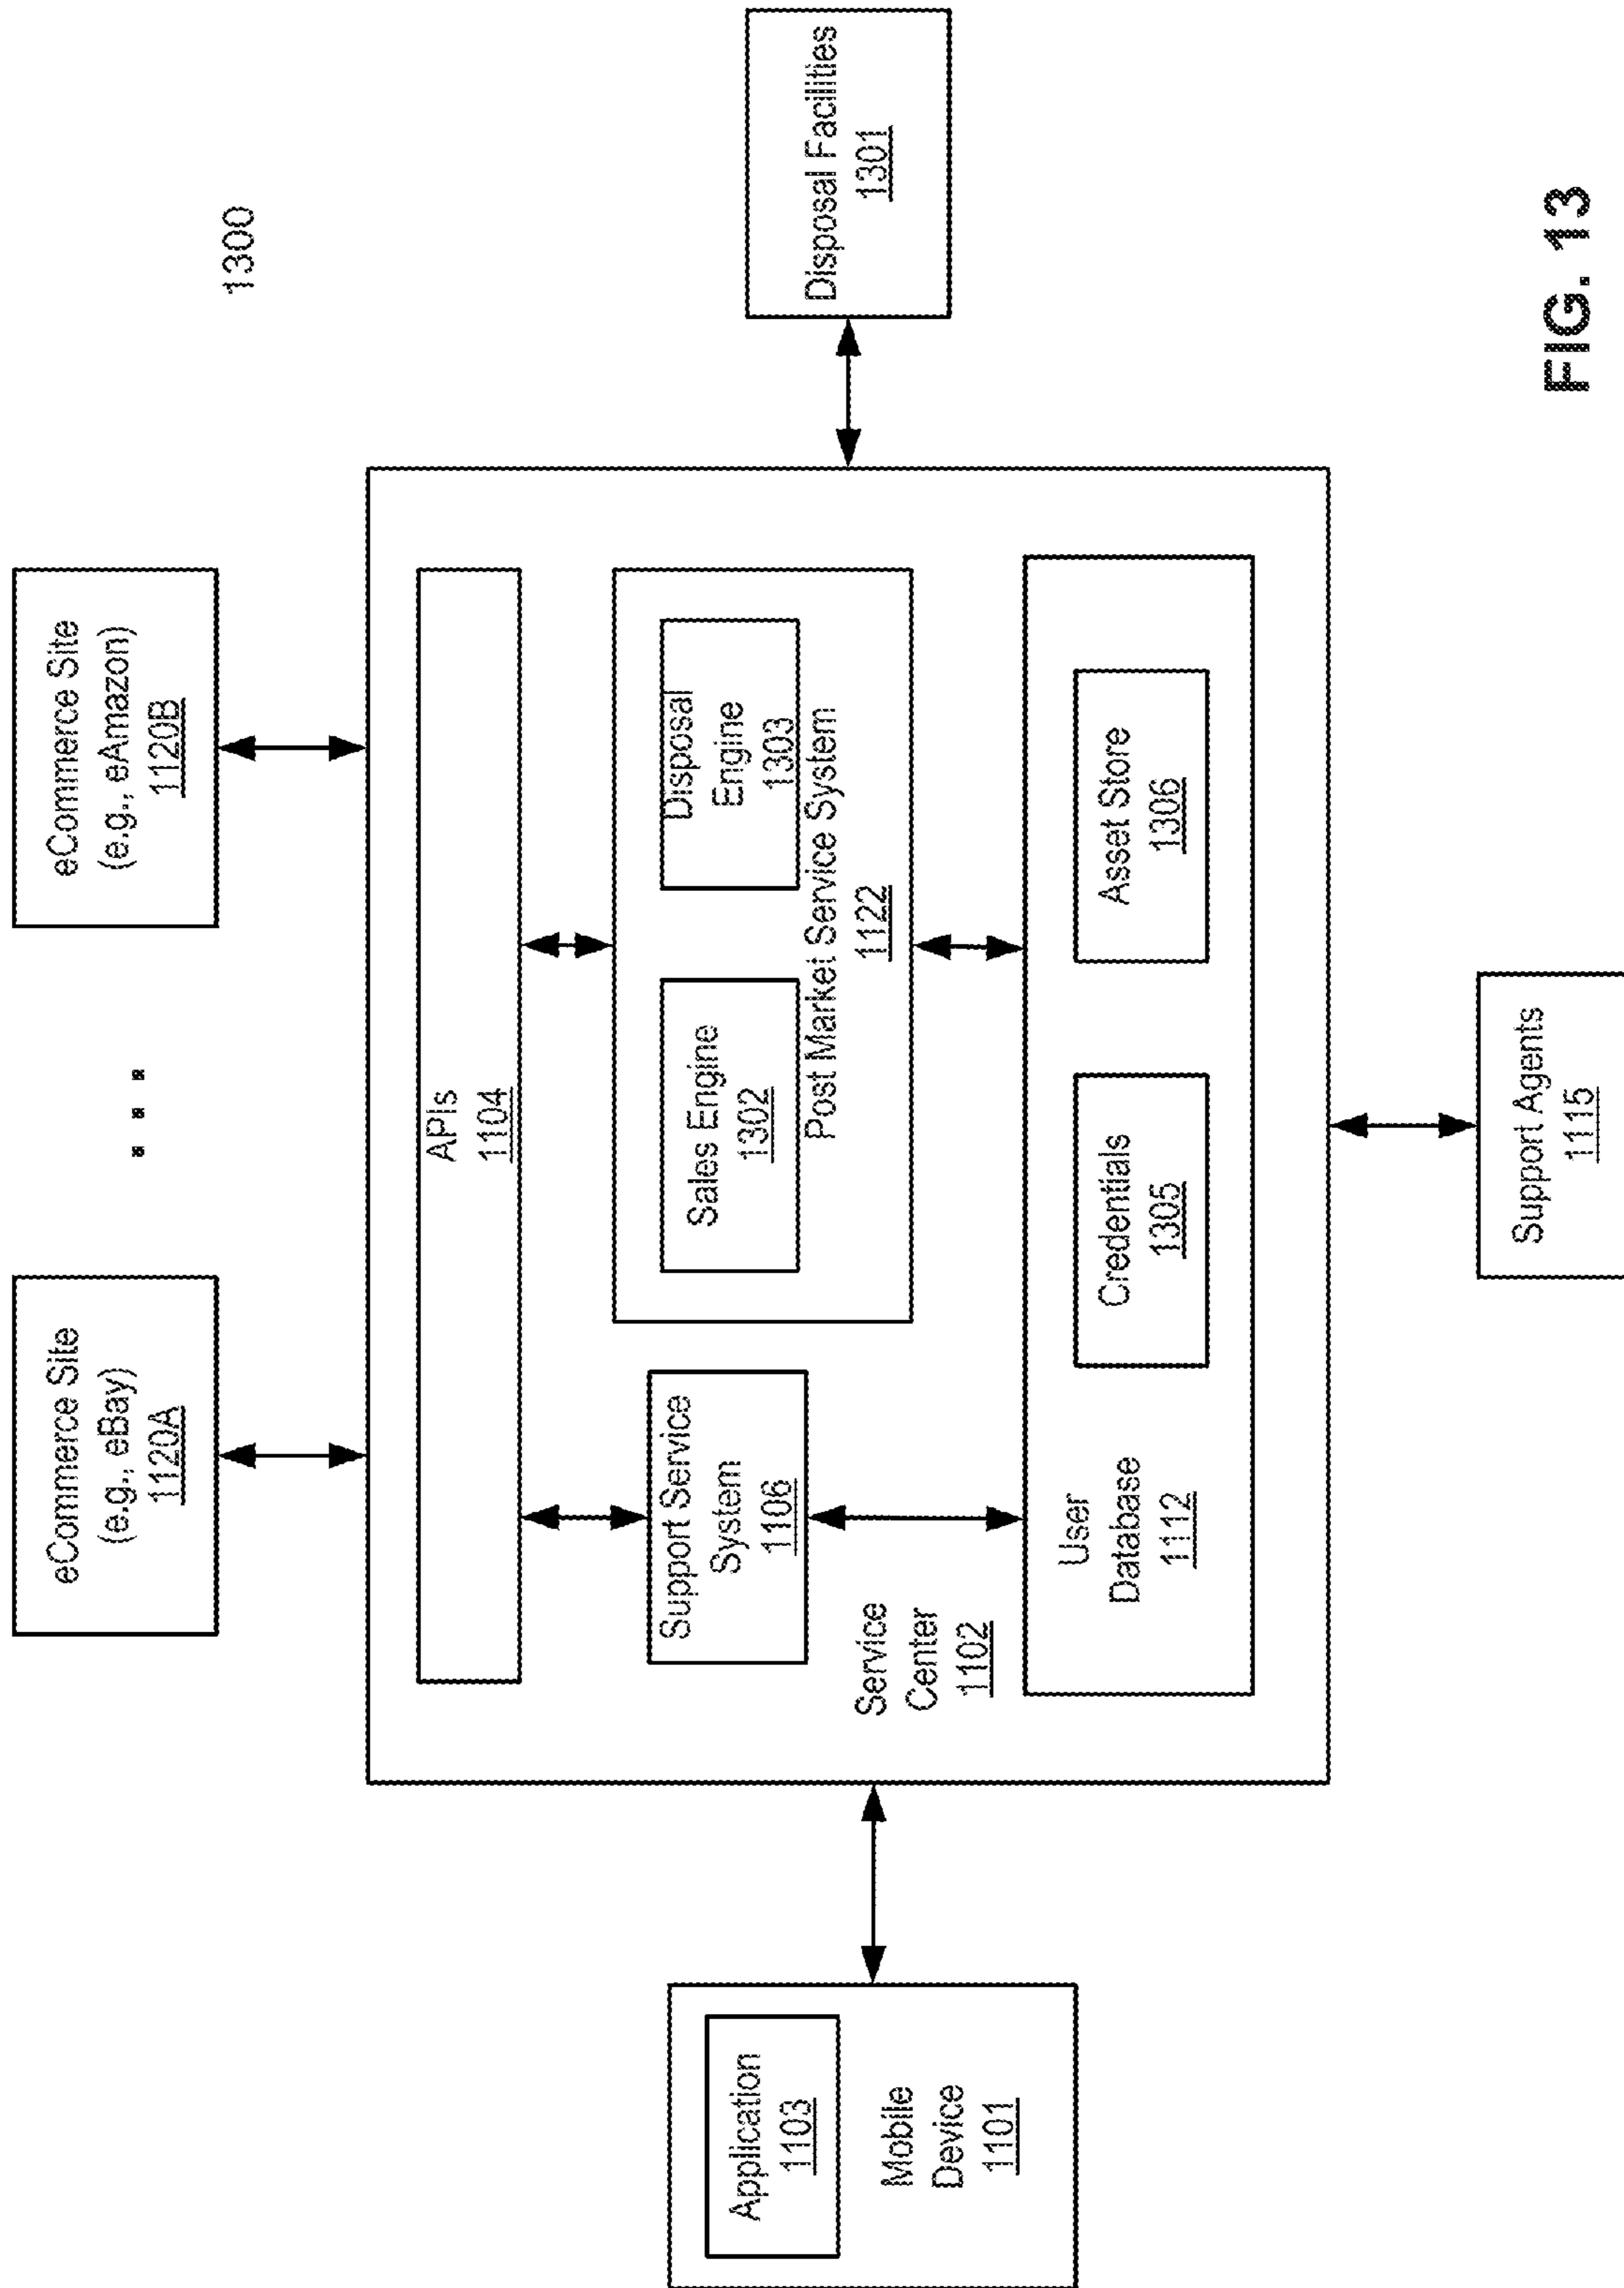 eCommerce Site
(e.g., eBay)
1120A
...
eCommerce Site
(e.g., eAmazon)
1120B
1300
APIs
1104
Application
1103
Mobile
Device
1101
Support Service
System
1106
Sales Engine
1302
Disposal
Engine
1303
Post Market Service System
1122
Disposal Facilities
1301
Service
Center
1102
User
Database
1112
Credentials
1305
Asset Store
1306
Support Agents
1115
FIG. 13